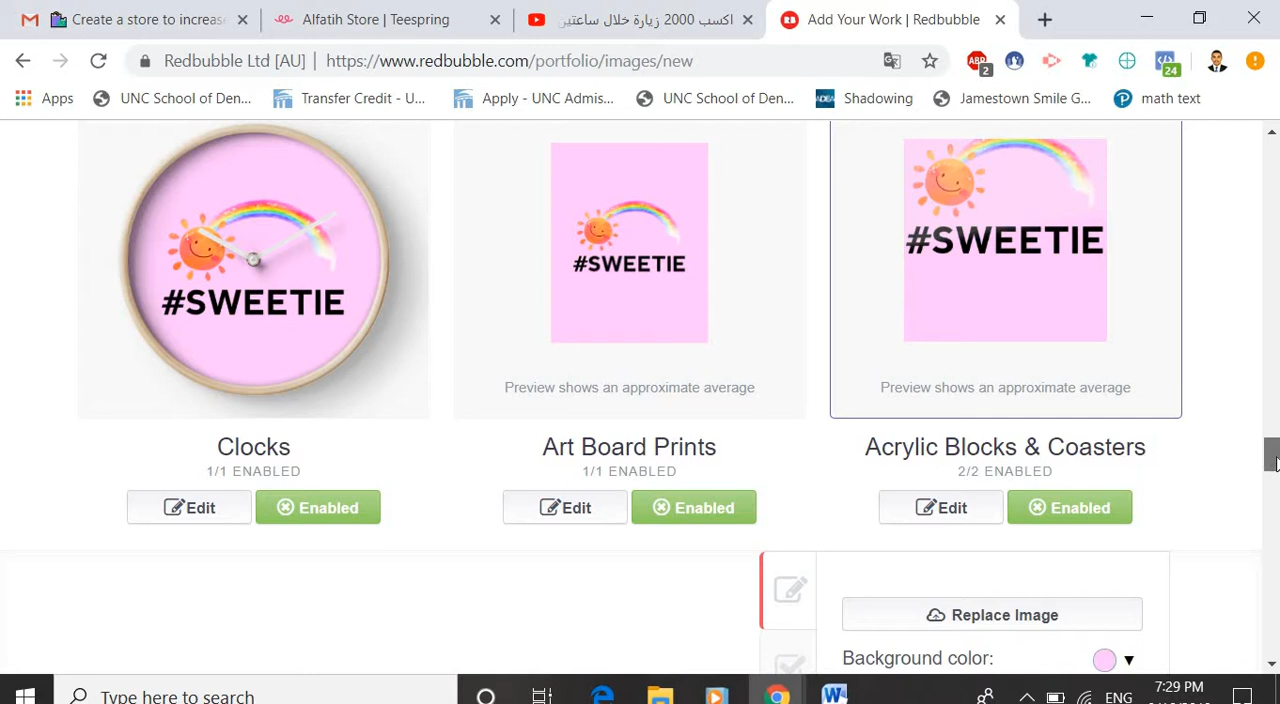 Create a store to increase
Alfatih Store | Teespring
اكسب 2000 زيارة خلال ساعتين
Add Your Work | Redbubble
Redbubble Ltd [AU] | https://www.redbubble.com/portfolio/images/new
ABP
2
24
Apps
UNC School of Den...
Transfer Credit - U...
Apply - UNC Admis...
UNC School of Den...
Shadowing
Jamestown Smile G...
math text
#SWEETIE
#SWEETIE
#SWEETIE
Preview shows an approximate average
Preview shows an approximate average
Clocks
Art Board Prints
Acrylic Blocks & Coasters
1/1 ENABLED
1/1 ENABLED
2/2 ENABLED
Edit
Enabled
Edit
Enabled
Edit
Enabled
Replace Image
Background color:
Type here to search
ENG
7:29 PM